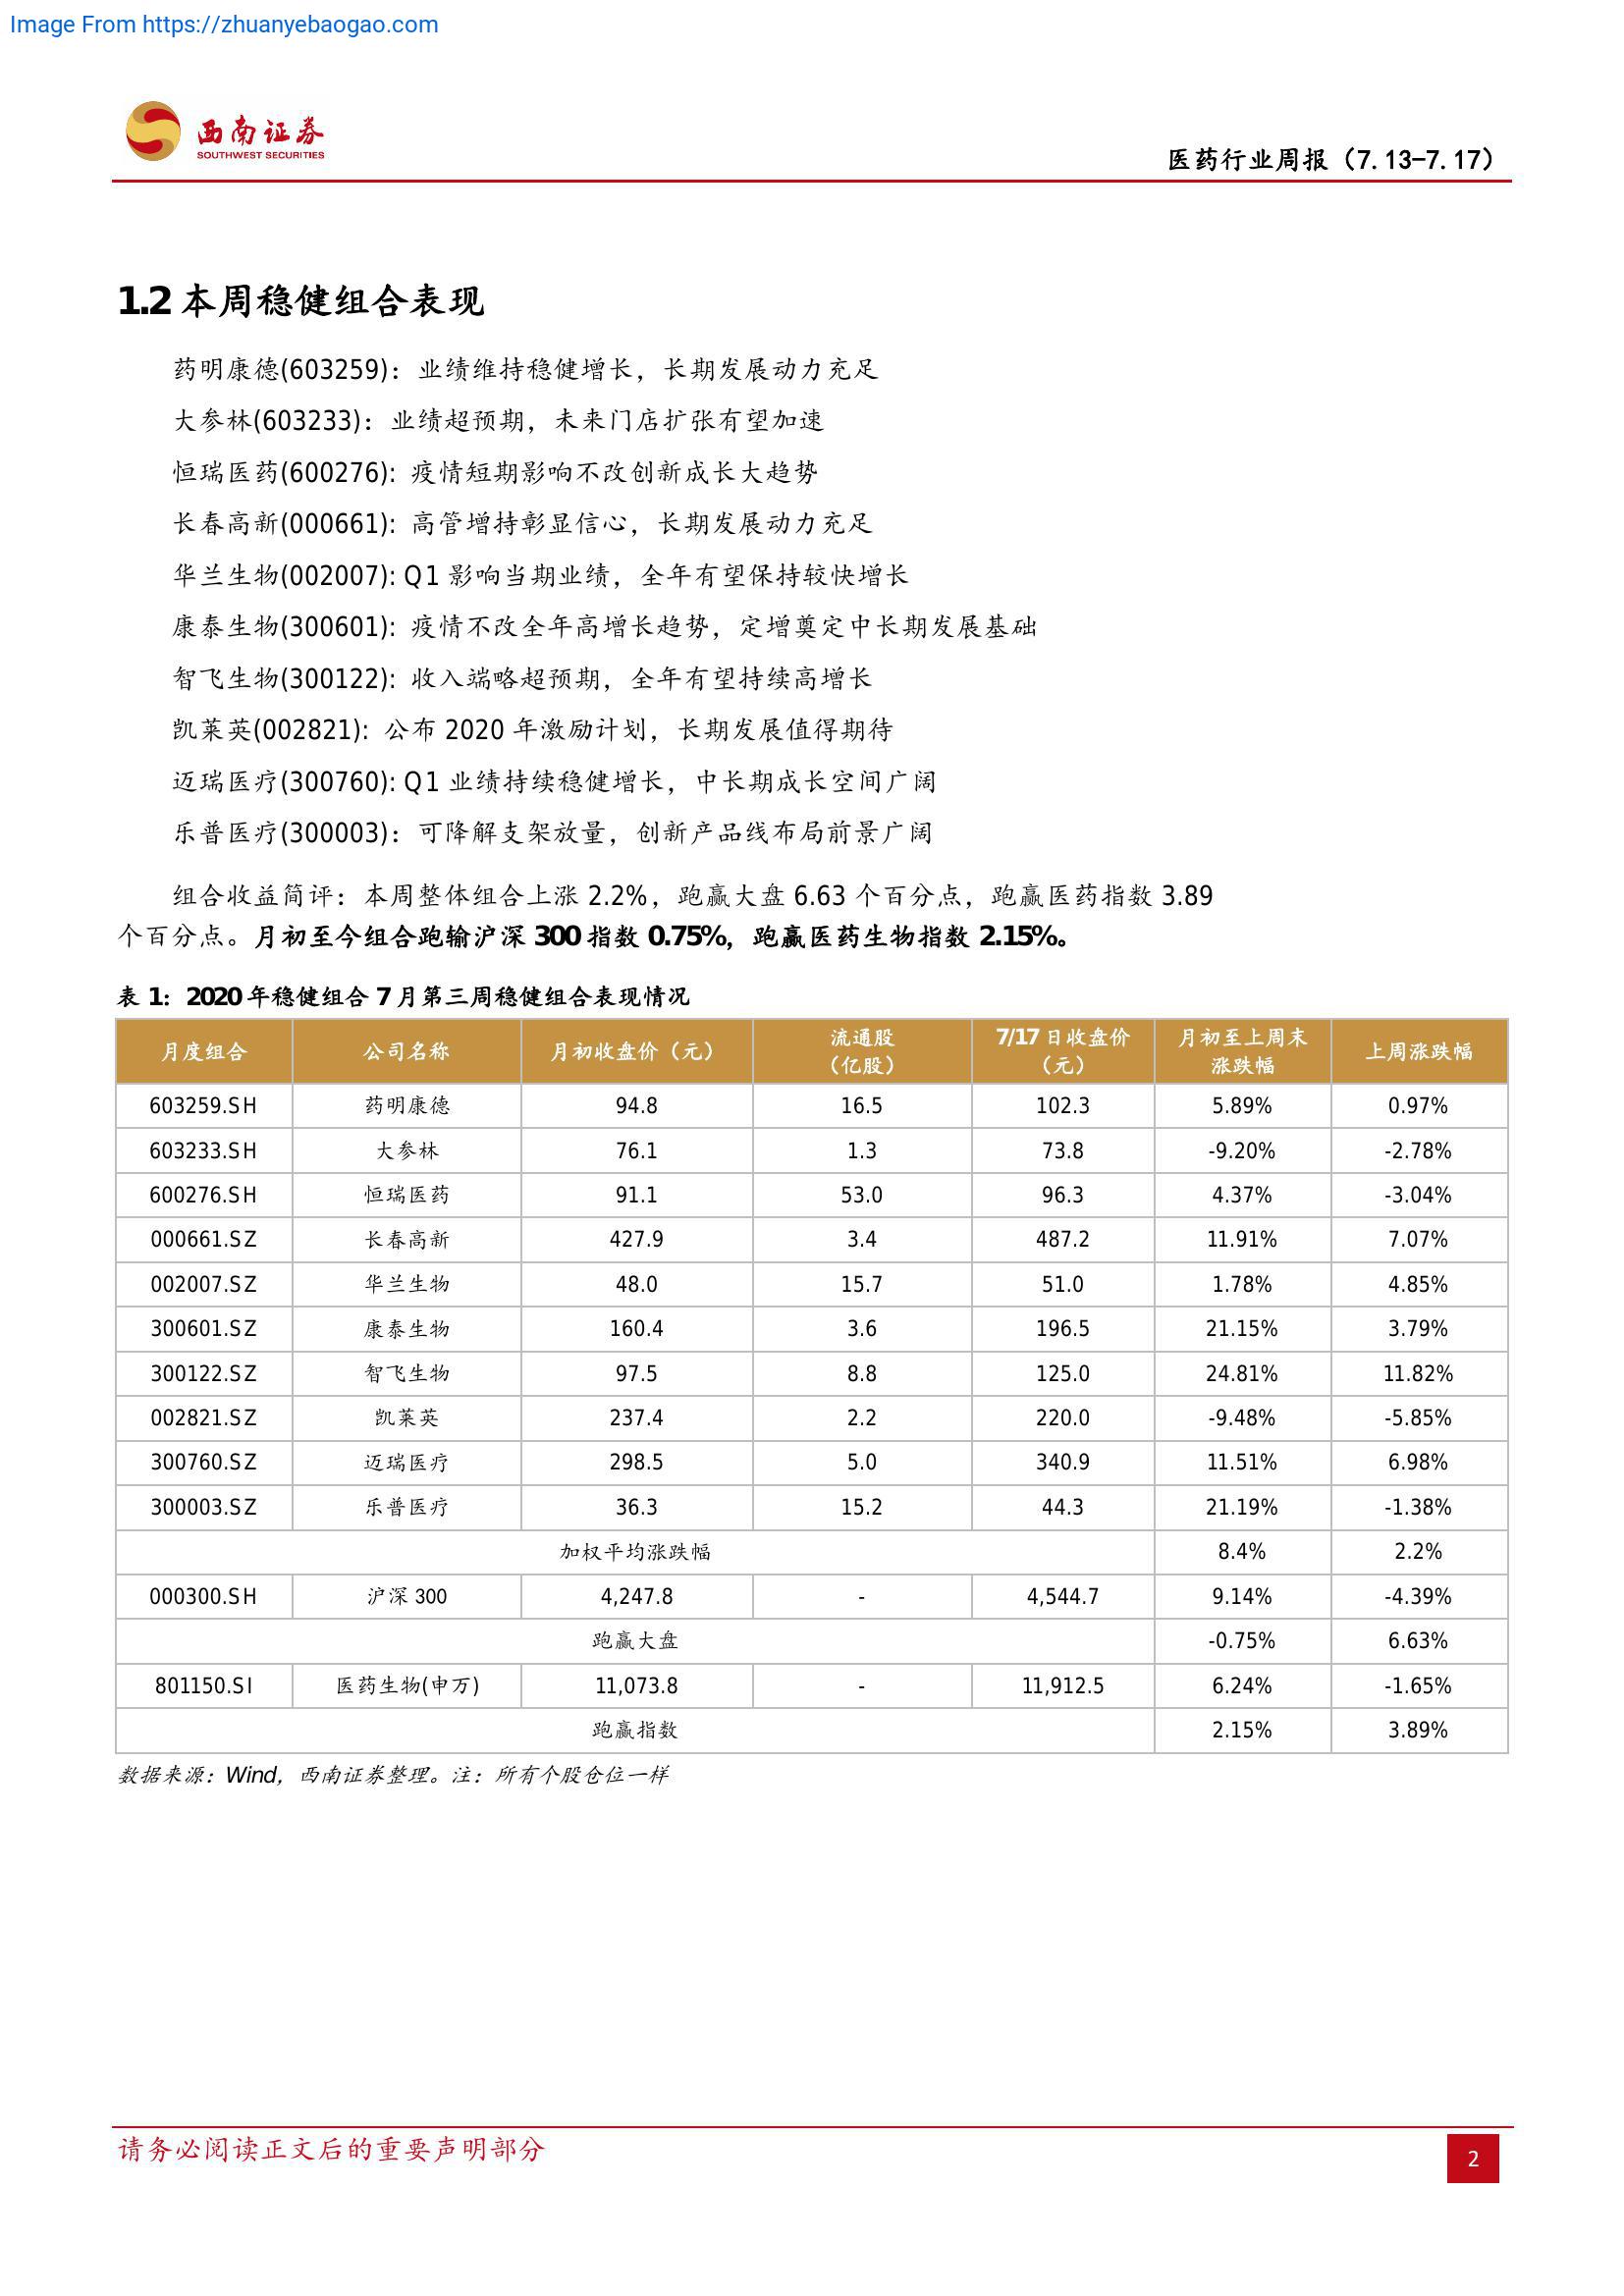 Image From https://zhuanyebaogao.com
西南证券
SOUTHWEST SECURITIES
医药行业周报（7.13-7.17）
1.2 本周稳健组合表现
药明康德(603259)：业绩维持稳健增长，长期发展动力充足
大参林(603233)：业绩超预期，未来门店扩张有望加速
恒瑞医药(600276): 疫情短期影响不改创新成长大趋势
长春高新(000661): 高管增持彰显信心，长期发展动力充足
华兰生物(002007): Q1 影响当期业绩，全年有望保持较快增长
康泰生物(300601): 疫情不改全年高增长趋势，定增奠定中长期发展基础
智飞生物(300122): 收入端略超预期，全年有望持续高增长
凯莱英(002821): 公布 2020 年激励计划，长期发展值得期待
迈瑞医疗(300760): Q1 业绩持续稳健增长，中长期成长空间广阔
乐普医疗(300003)：可降解支架放量，创新产品线布局前景广阔
组合收益简评：本周整体组合上涨 2.2%，跑赢大盘 6.63 个百分点，跑赢医药指数 3.89
个百分点。月初至今组合跑输沪深 300 指数 0.75%，跑赢医药生物指数 2.15%。
表 1：2020 年稳健组合 7 月第三周稳健组合表现情况
月度组合 公司名称 月初收盘价（元） 流通股（亿股） 7/17 日收盘价（元） 月初至上周末涨跌幅 上周涨跌幅
603259.SH 药明康德 94.8 16.5 102.3 5.89% 0.97%
603233.SH 大参林 76.1 1.3 73.8 -9.20% -2.78%
600276.SH 恒瑞医药 91.1 53.0 96.3 4.37% -3.04%
000661.SZ 长春高新 427.9 3.4 487.2 11.91% 7.07%
002007.SZ 华兰生物 48.0 15.7 51.0 1.78% 4.85%
300601.SZ 康泰生物 160.4 3.6 196.5 21.15% 3.79%
300122.SZ 智飞生物 97.5 8.8 125.0 24.81% 11.82%
002821.SZ 凯莱英 237.4 2.2 220.0 -9.48% -5.85%
300760.SZ 迈瑞医疗 298.5 5.0 340.9 11.51% 6.98%
300003.SZ 乐普医疗 36.3 15.2 44.3 21.19% -1.38%
加权平均涨跌幅 8.4% 2.2%
000300.SH 沪深 300 4,247.8 - 4,544.7 9.14% -4.39%
跑赢大盘 -0.75% 6.63%
801150.SI 医药生物(申万) 11,073.8 - 11,912.5 6.24% -1.65%
跑赢指数 2.15% 3.89%
数据来源：Wind，西南证券整理。注：所有个股仓位一样
请务必阅读正文后的重要声明部分
2